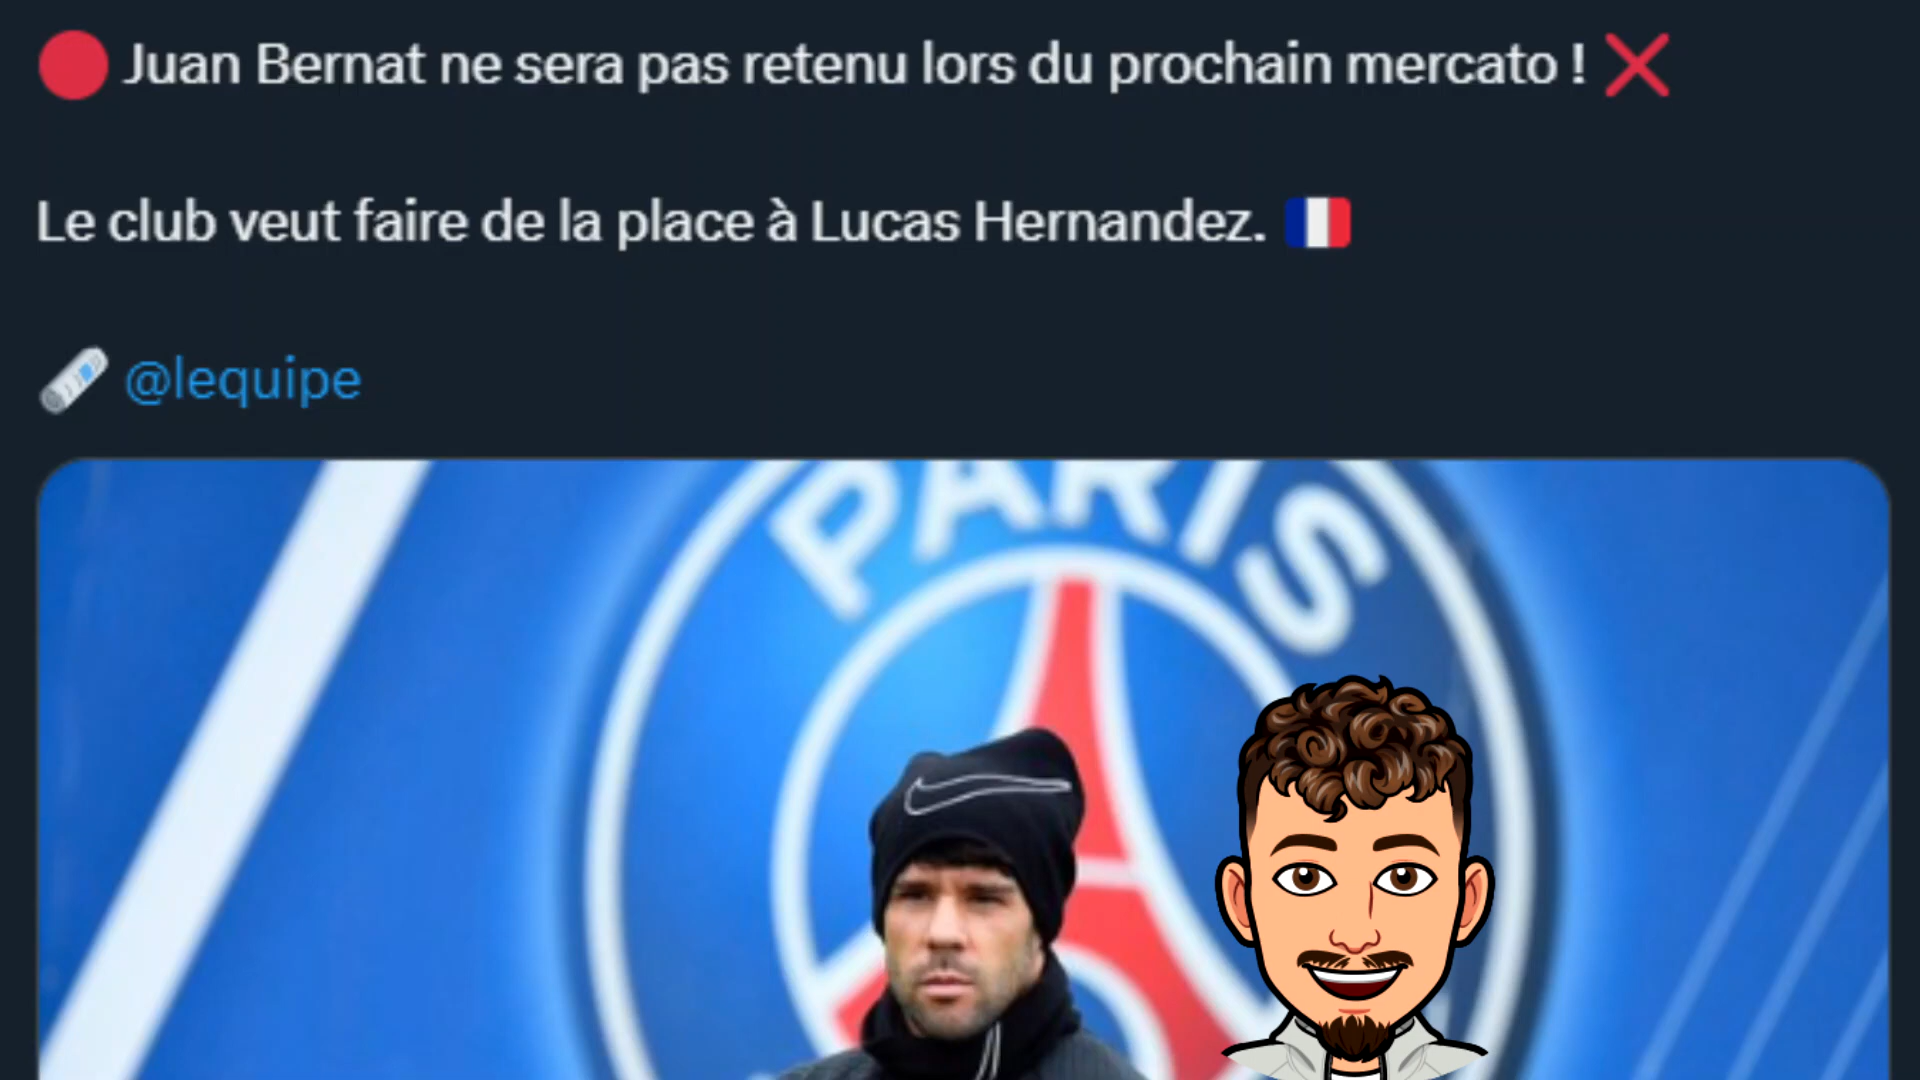 🔴 Juan Bernat ne sera pas retenu lors du prochain mercato ! ❌
Le club veut faire de la place à Lucas Hernandez. 🇫🇷
🗞️ @lequipe
PARIS